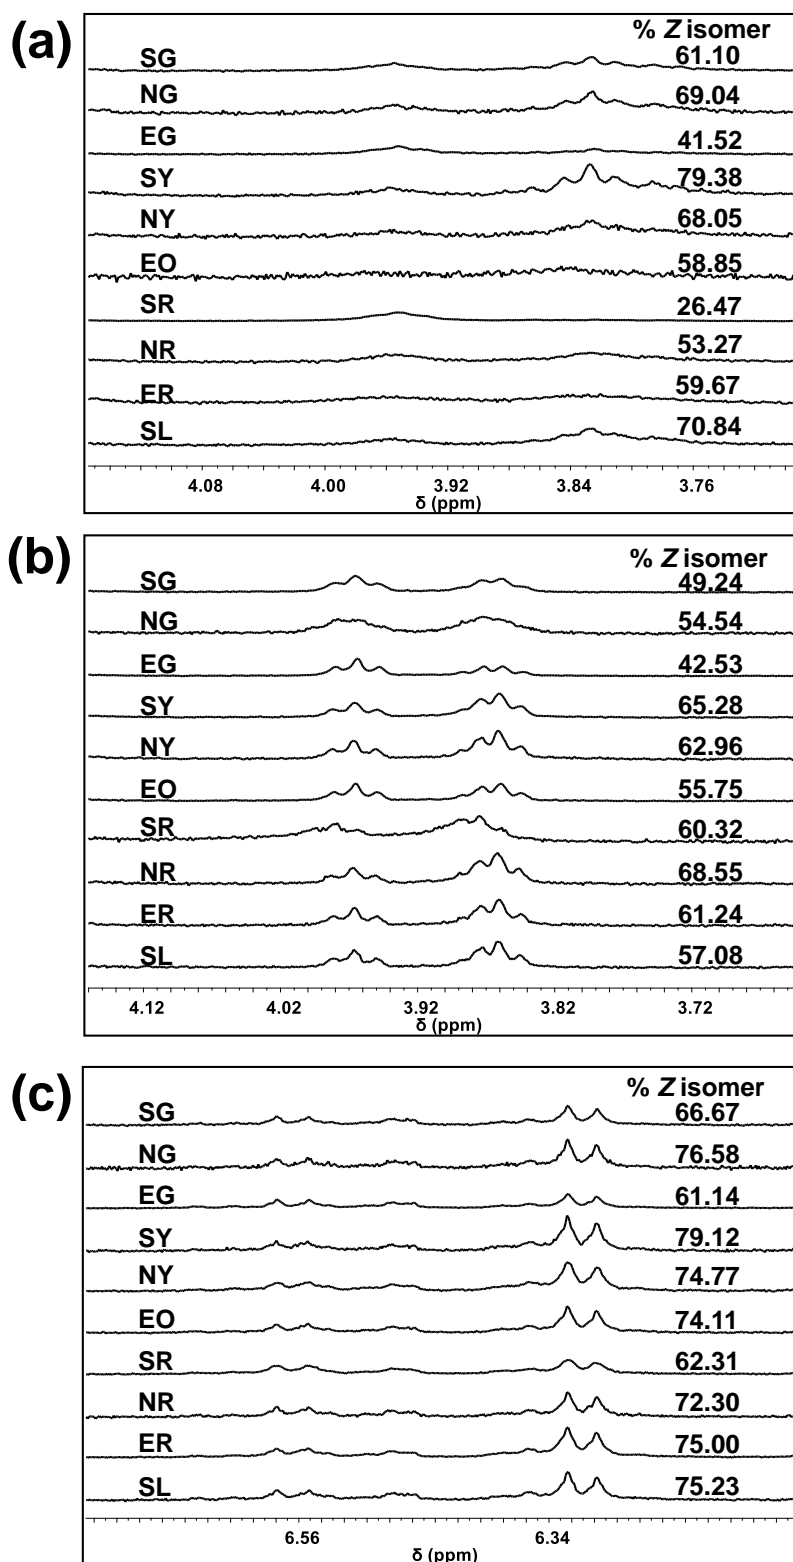 (a)
% Z isomer
SG 61.10
NG 69.04
EG 41.52
SY 79.38
NY 68.05
EO 58.85
SR 26.47
NR 53.27
ER 59.67
SL 70.84
4.08 4.00 3.92 3.84 3.76
δ (ppm)
(b)
% Z isomer
SG 49.24
NG 54.54
EG 42.53
SY 65.28
NY 62.96
EO 55.75
SR 60.32
NR 68.55
ER 61.24
SL 57.08
4.12 4.02 3.92 3.82 3.72
δ (ppm)
(c)
% Z isomer
SG 66.67
NG 76.58
EG 61.14
SY 79.12
NY 74.77
EO 74.11
SR 62.31
NR 72.30
ER 75.00
SL 75.23
6.56 6.34
δ (ppm)